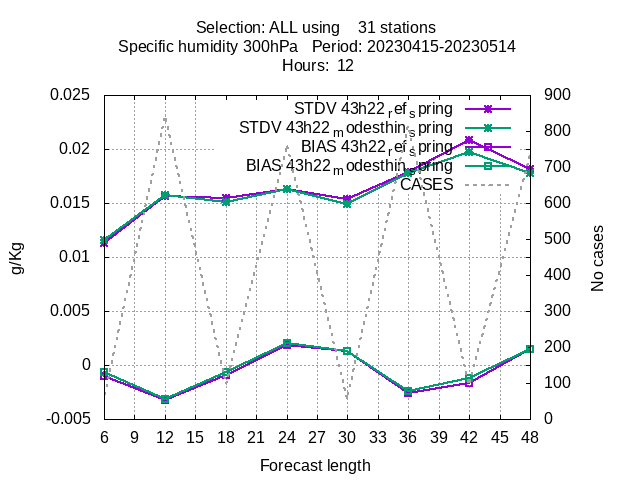 Selection: ALL using    31 stations
Specific humidity 300hPa   Period: 20230415-20230514
Hours:  12
0.025
0.02
0.015
0.01
0.005
0
-0.005
g/Kg
STDV 43h22_ref_spring
STDV 43h22_modesthin_spring
BIAS 43h22_ref_spring
BIAS 43h22_modesthin_spring
CASES
900
800
700
600
500
400
300
200
100
0
No cases
6 9 12 15 18 21 24 27 30 33 36 39 42 45 48
Forecast length